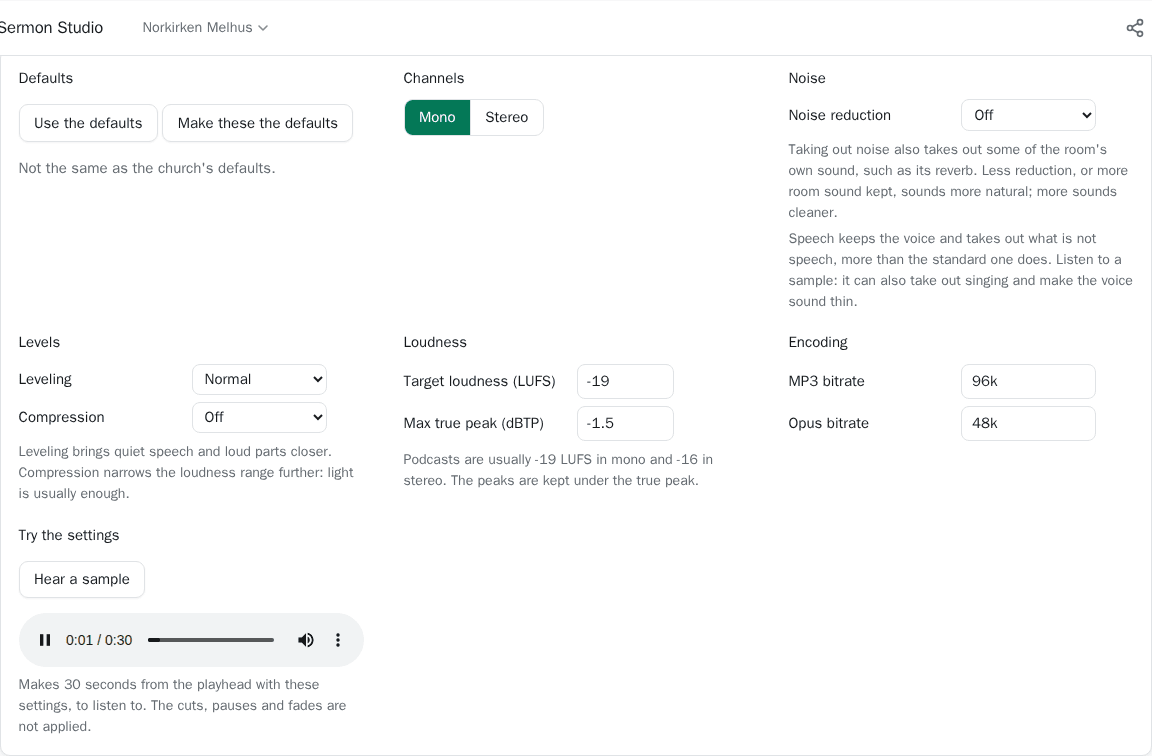 Sermon Studio
Norkirken Melhus
Defaults
Use the defaults
Make these the defaults
Not the same as the church's defaults.
Channels
Mono
Stereo
Noise
Noise reduction
Off
Taking out noise also takes out some of the room's
own sound, such as its reverb. Less reduction, or more
room sound kept, sounds more natural; more sounds
cleaner.
Speech keeps the voice and takes out what is not
speech, more than the standard one does. Listen to a
sample: it can also take out singing and make the voice
sound thin.
Levels
Leveling
Normal
Compression
Off
Leveling brings quiet speech and loud parts closer.
Compression narrows the loudness range further: light
is usually enough.
Loudness
Target loudness (LUFS)
-19
Max true peak (dBTP)
-1.5
Podcasts are usually -19 LUFS in mono and -16 in
stereo. The peaks are kept under the true peak.
Encoding
MP3 bitrate
96k
Opus bitrate
48k
Try the settings
Hear a sample
0:01 / 0:30
Makes 30 seconds from the playhead with these
settings, to listen to. The cuts, pauses and fades are
not applied.